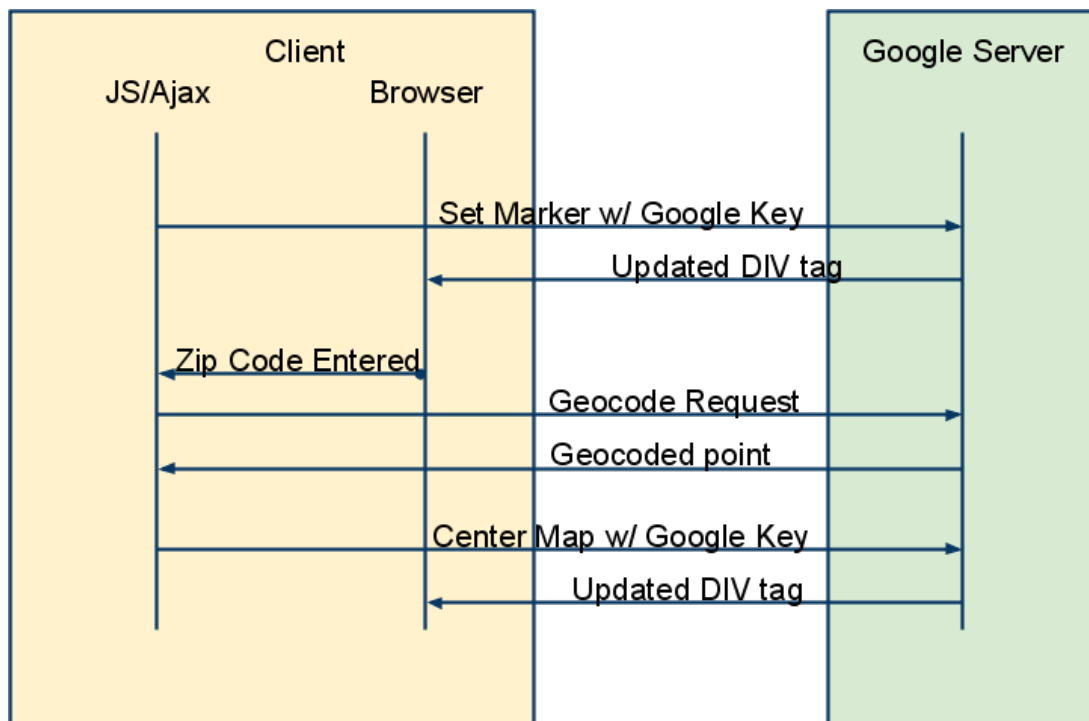 Client
Google Server
JS/Ajax
Browser
Set Marker w/ Google Key
Updated DIV tag
Zip Code Entered
Geocode Request
Geocoded point
Center Map w/ Google Key
Updated DIV tag